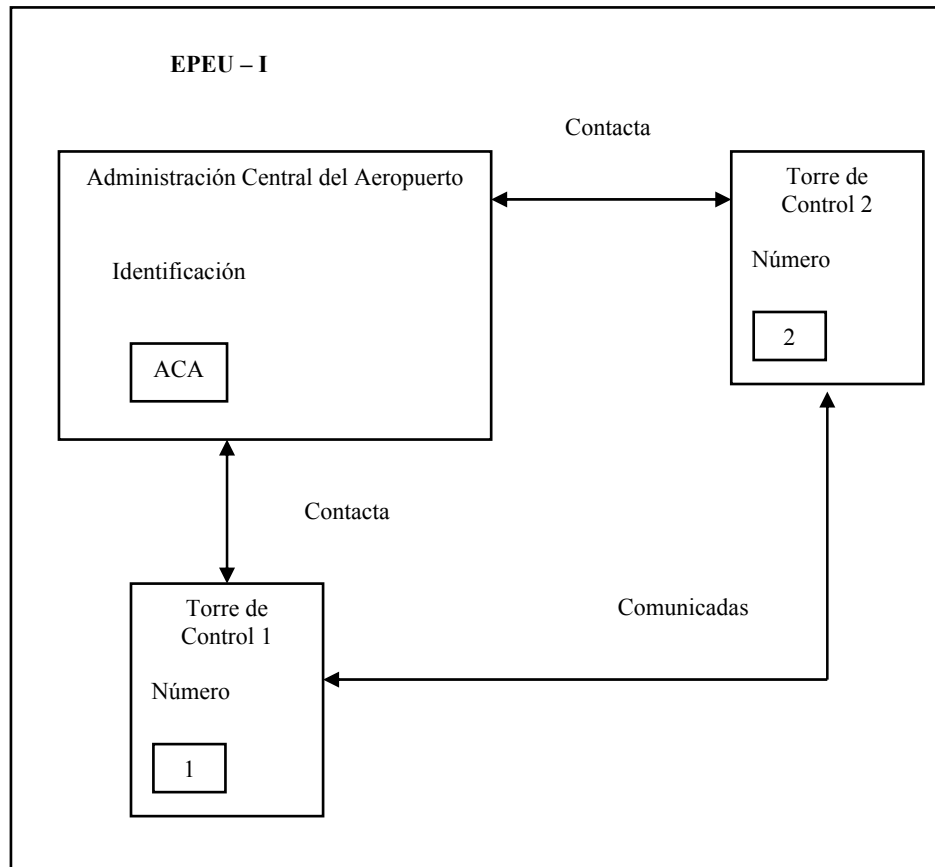 EPEU – I
Contacta
Administración Central del Aeropuerto
Identificación
ACA
Torre de
Control 2
Número
2
Contacta
Torre de
Control 1
Número
1
Comunicadas